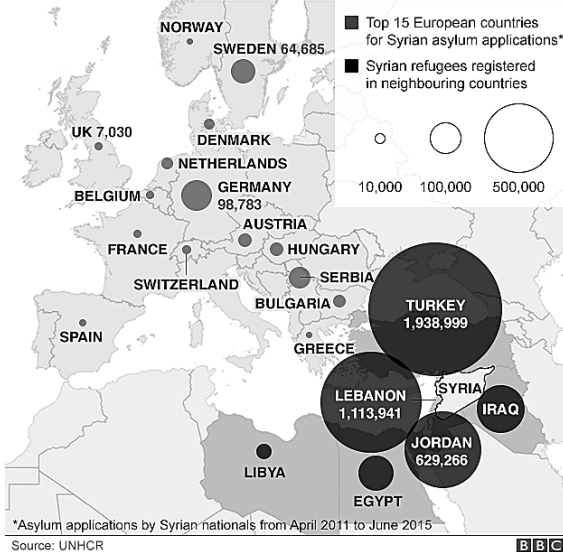 Top 15 European countries
for Syrian asylum applications*
Syrian refugees registered
in neighbouring countries
10,000
100,000
500,000
NORWAY
SWEDEN 64,685
UK 7,030
DENMARK
NETHERLANDS
BELGIUM
GERMANY
98,783
AUSTRIA
FRANCE
HUNGARY
SWITZERLAND
SERBIA
BULGARIA
SPAIN
GREECE
TURKEY
1,938,999
LEBANON
1,113,941
SYRIA
IRAQ
JORDAN
629,266
LIBYA
EGYPT
*Asylum applications by Syrian nationals from April 2011 to June 2015
Source: UNHCR
BBC